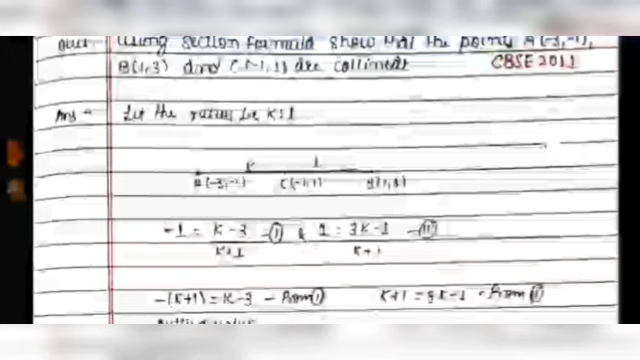 Using section formula show that the points A(-3,-1),
B(1,3) and C(-1,1) are collinear CBSE 2011
Ans - Let the ratio be K:1
K 1
A(-3,-1) C(-1,1) B(1,3)
-1 = K-3 - (I) & 1 = 3K-1 - (II)
K+1 K+1
-(K+1) = K-3 - from (I) K+1 = 3K-1 - from (II)